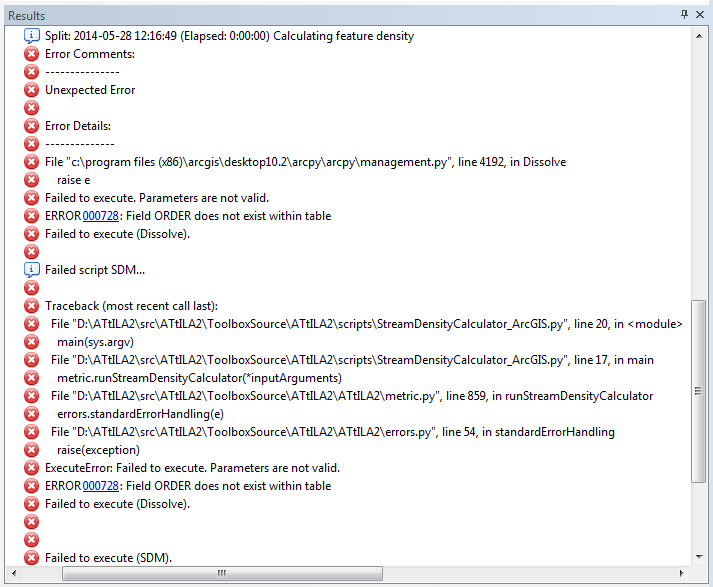 Results
Split: 2014-05-28 12:16:49 (Elapsed: 0:00:00) Calculating feature density
Error Comments:
---------------
Unexpected Error
Error Details:
--------------
File "c:\program files (x86)\arcgis\desktop10.2\arcpy\arcpy\management.py", line 4192, in Dissolve
raise e
Failed to execute. Parameters are not valid.
ERROR 000728: Field ORDER does not exist within table
Failed to execute (Dissolve).
Failed script SDM...
Traceback (most recent call last):
File "D:\ATtILA2\src\ATtILA2\ToolboxSource\ATtILA2\scripts\StreamDensityCalculator_ArcGIS.py", line 20, in <module>
main(sys.argv)
File "D:\ATtILA2\src\ATtILA2\ToolboxSource\ATtILA2\scripts\StreamDensityCalculator_ArcGIS.py", line 17, in main
metric.runStreamDensityCalculator(*inputArguments)
File "D:\ATtILA2\src\ATtILA2\ToolboxSource\ATtILA2\ATtILA2\metric.py", line 859, in runStreamDensityCalculator
errors.standardErrorHandling(e)
File "D:\ATtILA2\src\ATtILA2\ToolboxSource\ATtILA2\ATtILA2\errors.py", line 54, in standardErrorHandling
raise(exception)
ExecuteError: Failed to execute. Parameters are not valid.
ERROR 000728: Field ORDER does not exist within table
Failed to execute (Dissolve).
Failed to execute (SDM).